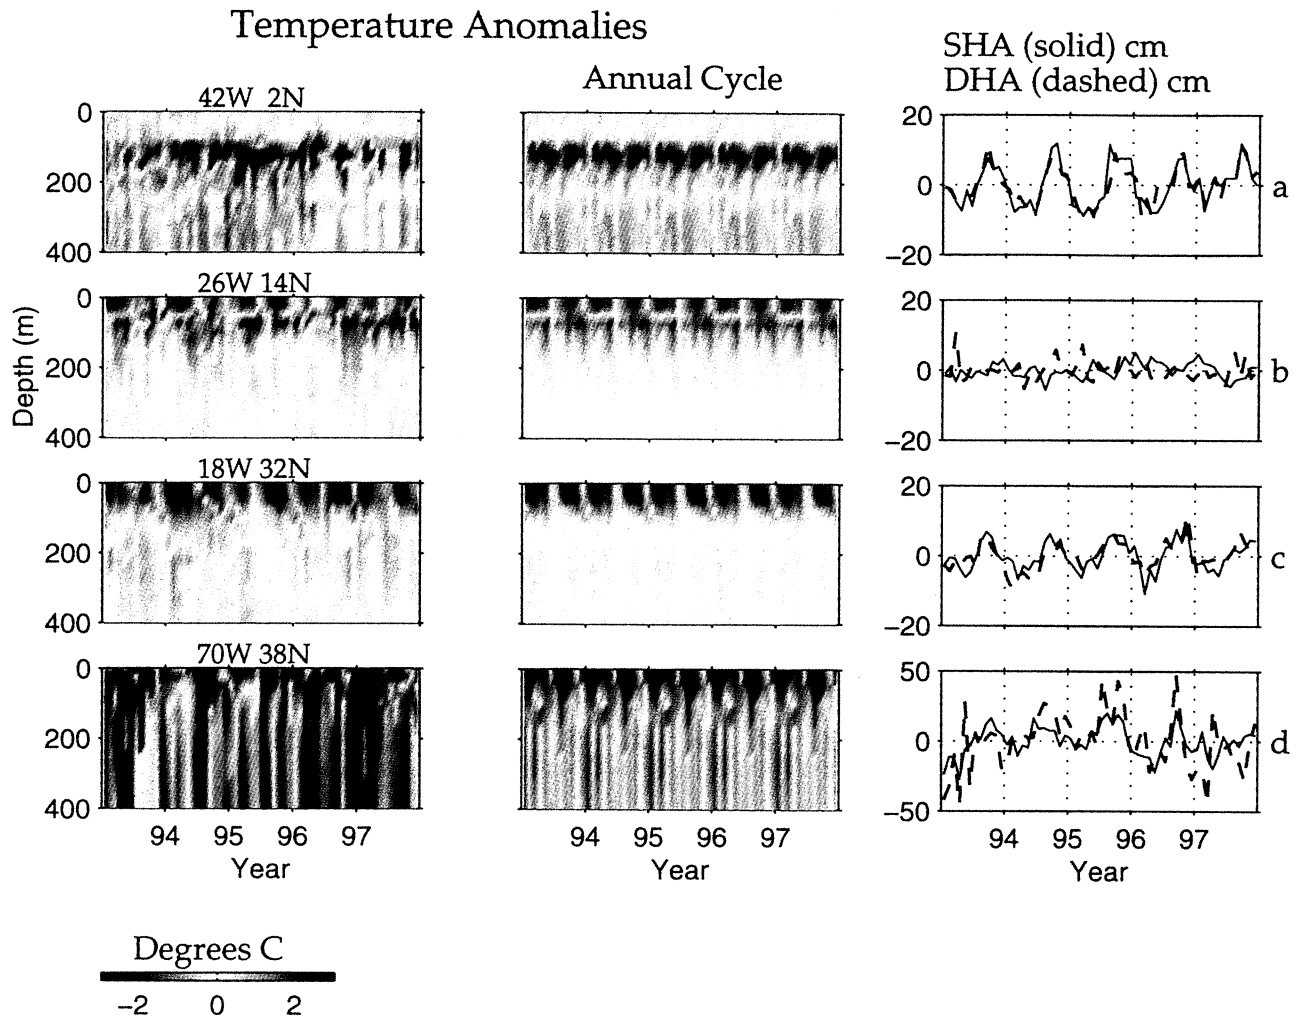 Temperature Anomalies
SHA (solid) cm
DHA (dashed) cm
Annual Cycle
42W 2N
0
200
400
20
0
−20
a
26W 14N
0
200
400
20
0
−20
b
Depth (m)
18W 32N
0
200
400
20
0
−20
c
70W 38N
0
200
400
50
0
−50
d
94 95 96 97
Year
94 95 96 97
Year
94 95 96 97
Year
Degrees C
−2 0 2